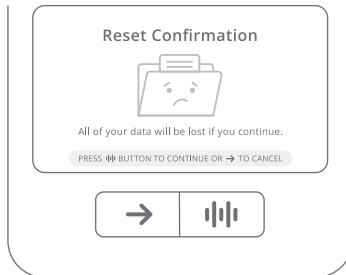 Reset Confirmation
All of your data will be lost if you continue.
PRESS BUTTON TO CONTINUE OR → TO CANCEL